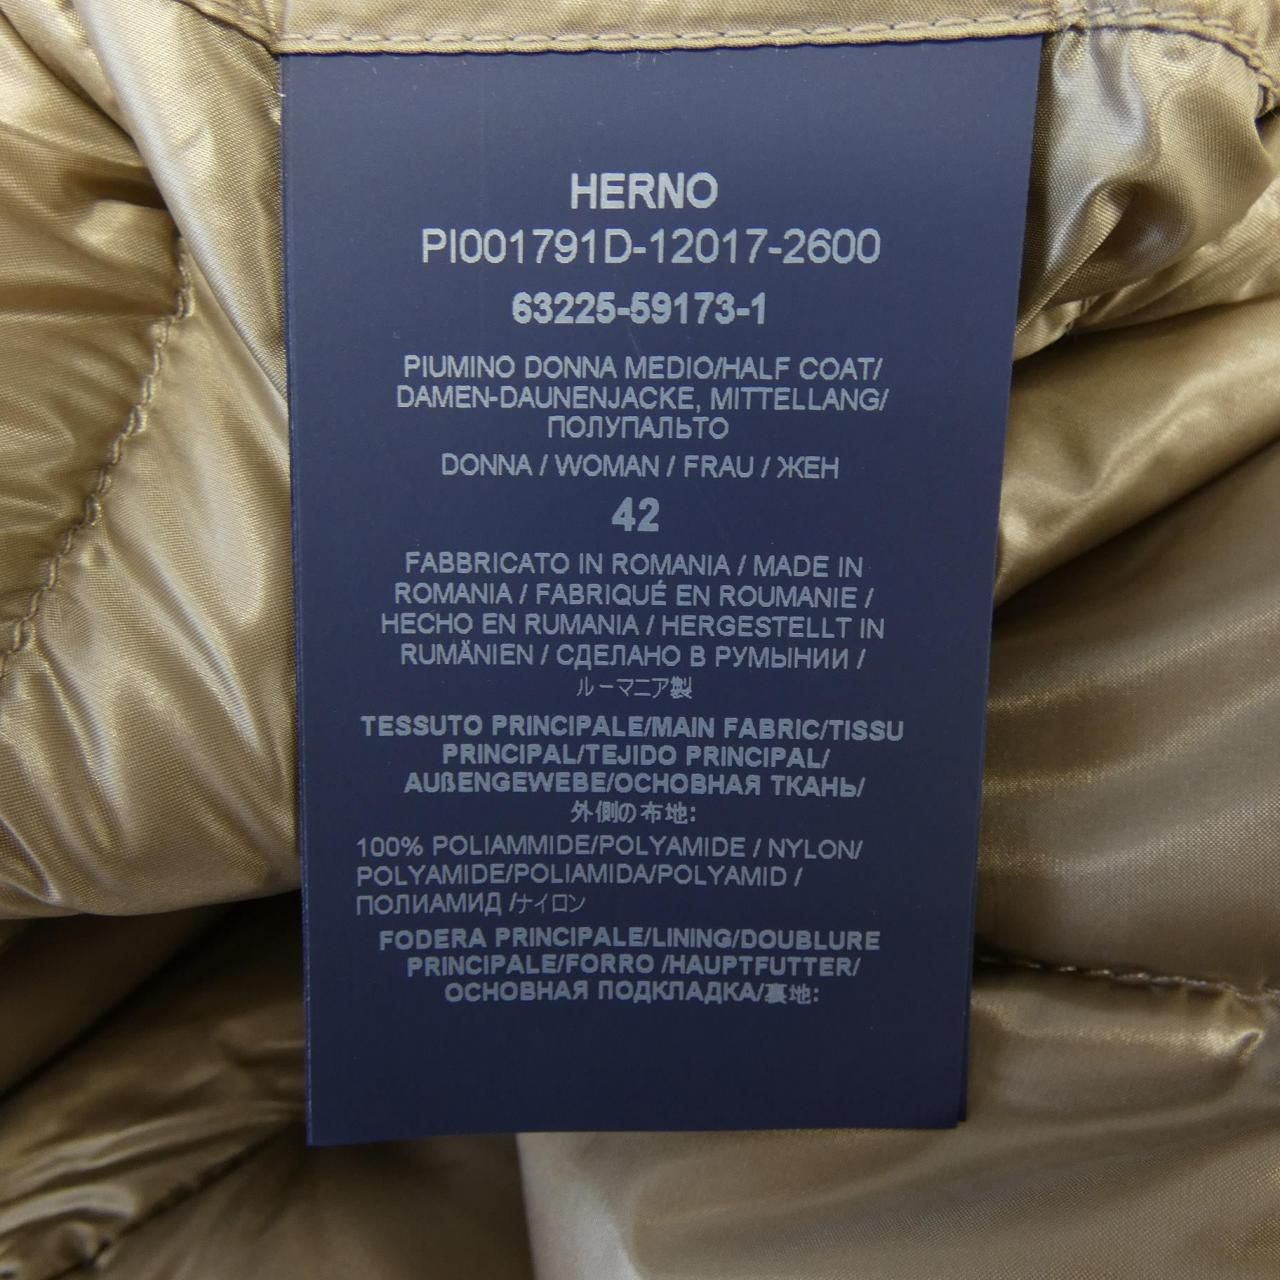 HERNO
PI001791D-12017-2600
63225-59173-1
PIUMINO DONNA MEDIO/HALF COAT/
DAMEN-DAUNENJACKE, MITTELLANG/
ПОЛУПАЛЬТО
DONNA / WOMAN / FRAU / ЖЕН
42
FABBRICATO IN ROMANIA / MADE IN
ROMANIA / FABRIQUÉ EN ROUMANIE /
HECHO EN RUMANIA / HERGESTELLT IN
RUMÄNIEN / СДЕЛАНО В РУМЫНИИ /
ルーマニア製
TESSUTO PRINCIPALE/MAIN FABRIC/TISSU
PRINCIPAL/TEJIDO PRINCIPAL/
AUßENGEWEBE/ОСНОВНАЯ ТКАНЬ/
外側の布地:
100% POLIAMMIDE/POLYAMIDE / NYLON/
POLYAMIDE/POLIAMIDA/POLYAMID /
ПОЛИАМИД /ナイロン
FODERA PRINCIPALE/LINING/DOUBLURE
PRINCIPALE/FORRO /HAUPTFUTTER/
ОСНОВНАЯ ПОДКЛАДКА/裏地: